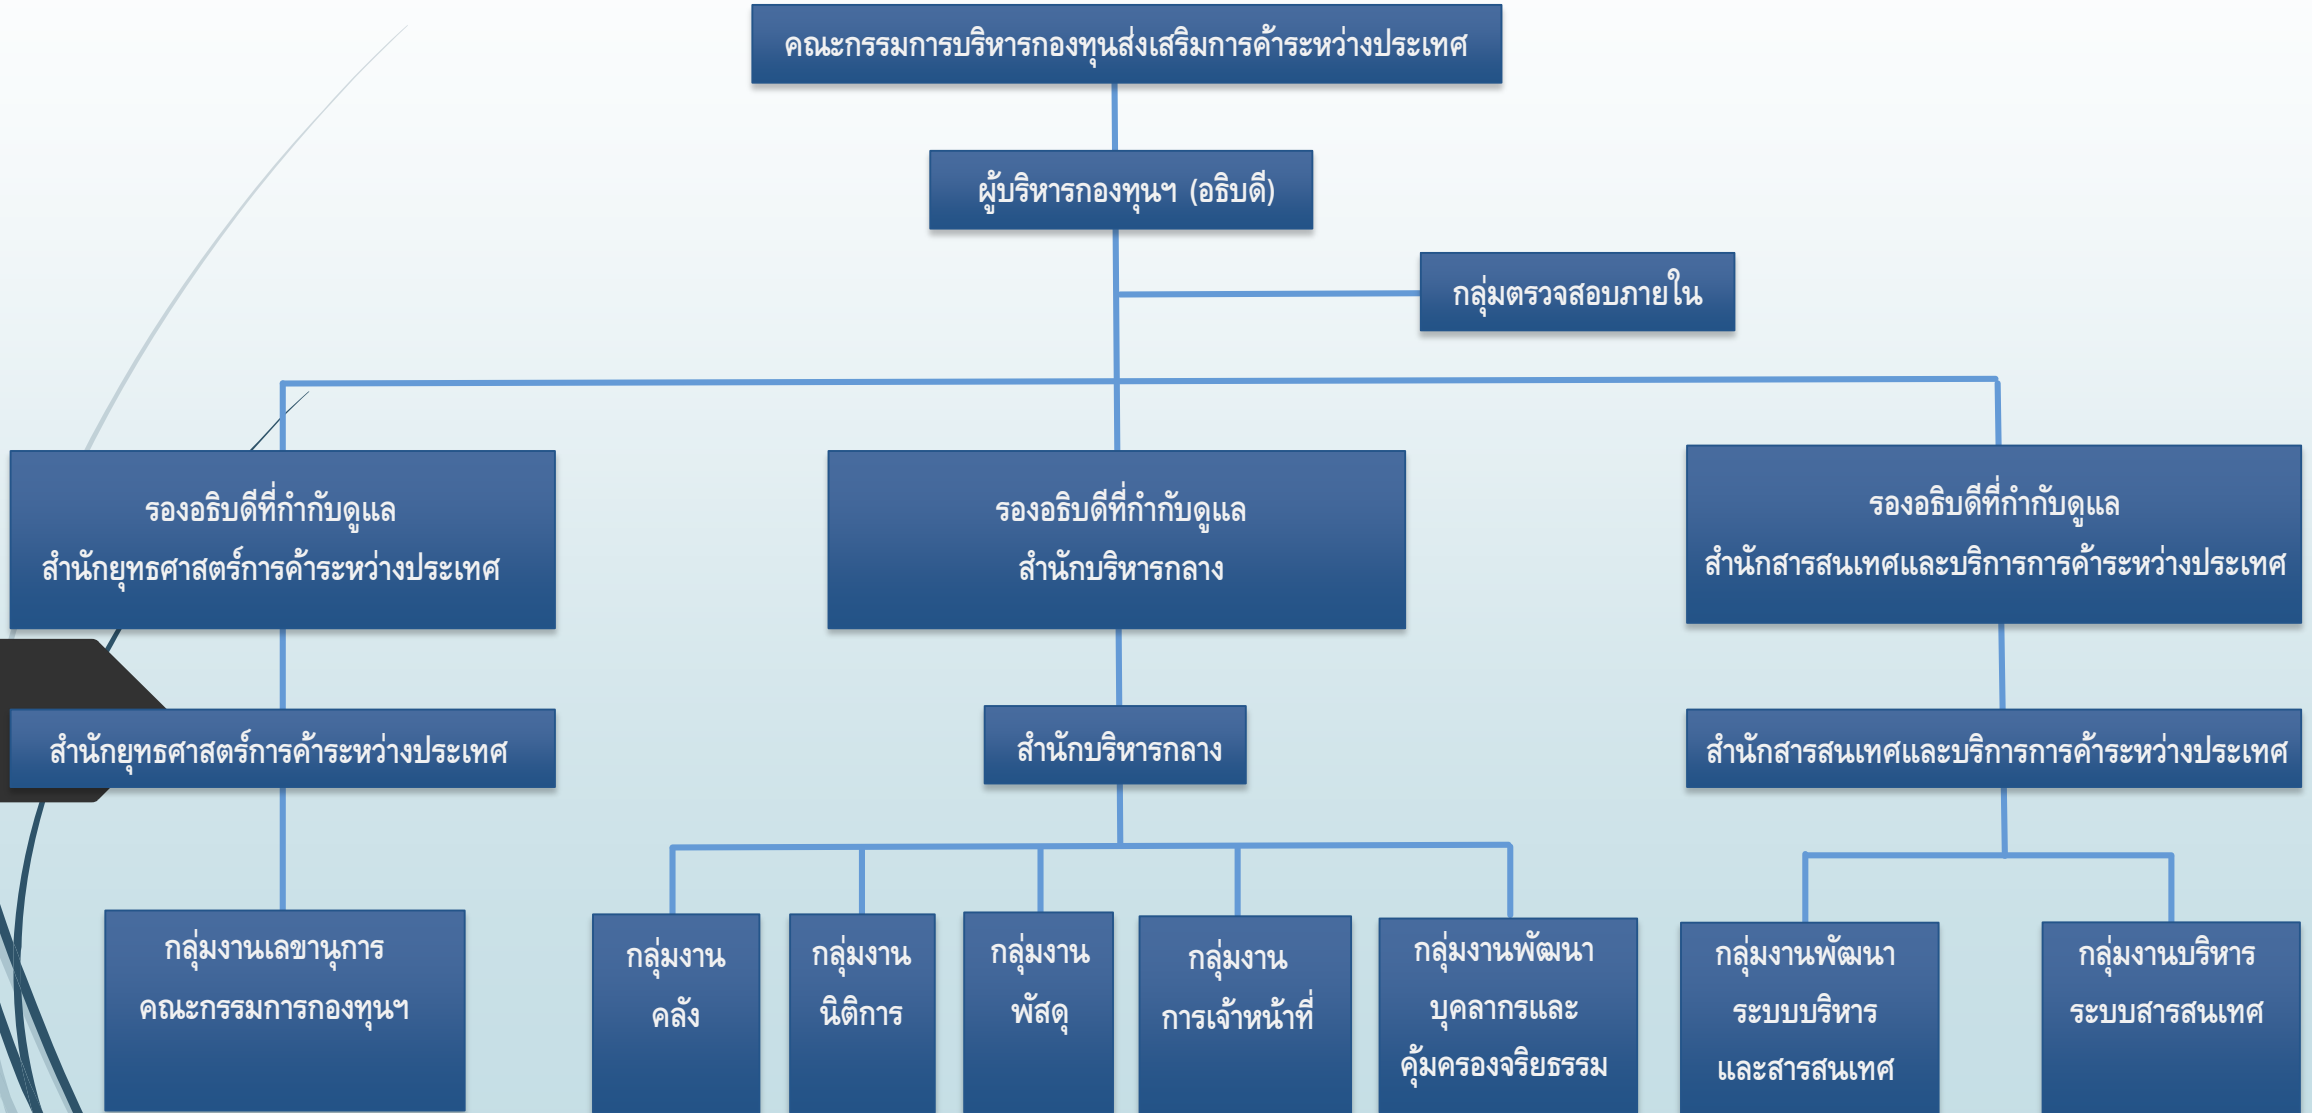 คณะกรรมการบริหารกองทุนส่งเสริมการค้าระหว่างประเทศ
ผู้บริหารกองทุนฯ (อธิบดี)
กลุ่มตรวจสอบภายใน
รองอธิบดีที่กำกับดูแล
สำนักยุทธศาสตร์การค้าระหว่างประเทศ
รองอธิบดีที่กำกับดูแล
สำนักบริหารกลาง
รองอธิบดีที่กำกับดูแล
สำนักสารสนเทศและบริการการค้าระหว่างประเทศ
สำนักยุทธศาสตร์การค้าระหว่างประเทศ
สำนักบริหารกลาง
สำนักสารสนเทศและบริการการค้าระหว่างประเทศ
กลุ่มงานเลขานุการ
คณะกรรมการกองทุนฯ
กลุ่มงาน
คลัง
กลุ่มงาน
นิติการ
กลุ่มงาน
พัสดุ
กลุ่มงาน
การเจ้าหน้าที่
กลุ่มงานพัฒนา
บุคลากรและ
คุ้มครองจริยธรรม
กลุ่มงานพัฒนา
ระบบบริหาร
และสารสนเทศ
กลุ่มงานบริหาร
ระบบสารสนเทศ